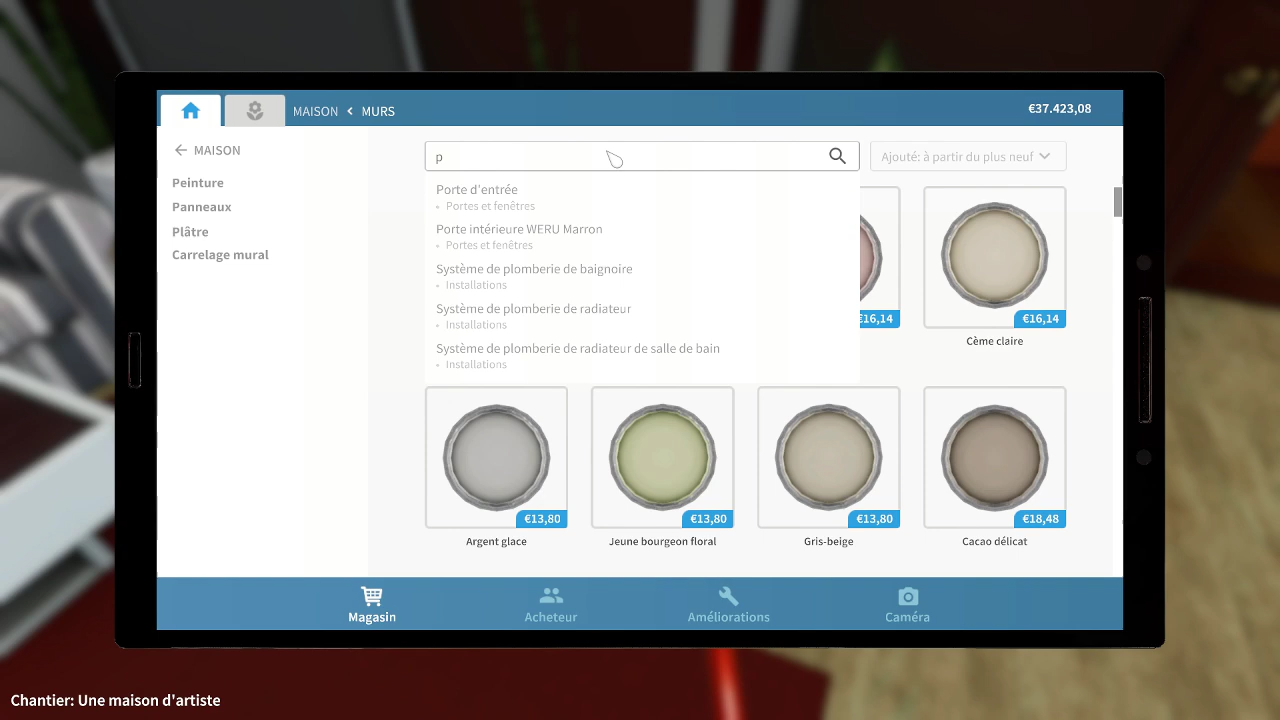 MAISON < MURS
€37.423,08
← MAISON
Peinture
Panneaux
Plâtre
Carrelage mural
p
Ajouté: à partir du plus neuf
Porte d'entrée
• Portes et fenêtres
Porte intérieure WERU Marron
• Portes et fenêtres
Système de plomberie de baignoire
• Installations
Système de plomberie de radiateur
• Installations
Système de plomberie de radiateur de salle de bain
• Installations
€16,14
€16,14
Cème claire
€13,80
€13,80
€13,80
€18,48
Argent glace
Jeune bourgeon floral
Gris-beige
Cacao délicat
Magasin
Acheteur
Améliorations
Caméra
Chantier: Une maison d'artiste